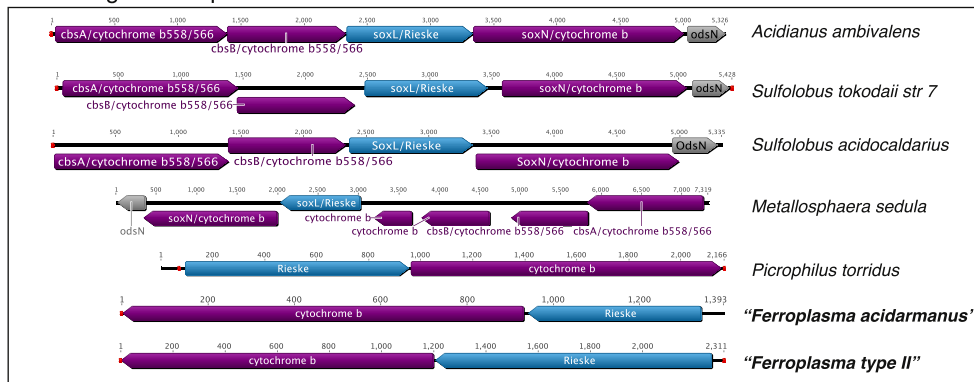 1 500 1,000 1,500 2,000 2,500 3,000 3,500 4,000 4,500 5,000 5,326
cbsA/cytochrome b558/566 soxL/Rieske soxN/cytochrome b odsN Acidianus ambivalens
cbsB/cytochrome b558/566
1 500 1,000 1,500 2,000 2,500 3,000 3,500 4,000 4,500 5,000 5,428
cbsA/cytochrome b558/566 soxL/Rieske soxN/cytochrome b odsN Sulfolobus tokodaii str 7
cbsB/cytochrome b558/566
1 500 1,000 1,500 2,000 2,500 3,000 3,500 4,000 4,500 5,335
SoxL/Rieske OdsN Sulfolobus acidocaldarius
cbsA/cytochrome b558/566 cbsB/cytochrome b558/566 SoxN/cytochrome b
1 500 1,000 1,500 2,000 2,500 3,000 3,500 4,000 4,500 5,000 5,500 6,000 6,500 7,000 7,319
soxL/Rieske Metallosphaera sedula
soxN/cytochrome b cytochrome b
odsN cytochrome b cbsB/cytochrome b558/566 cbsA/cytochrome b558/566
1 200 400 600 800 1,000 1,200 1,400 1,600 1,800 2,000 2,166
Rieske cytochrome b Picrophilus torridus
1 200 400 600 800 1,000 1,200 1,393
cytochrome b Rieske “Ferroplasma acidarmanus”
1 200 400 600 800 1,000 1,200 1,400 1,600 1,800 2,000 2,311
cytochrome b Rieske “Ferroplasma type II”